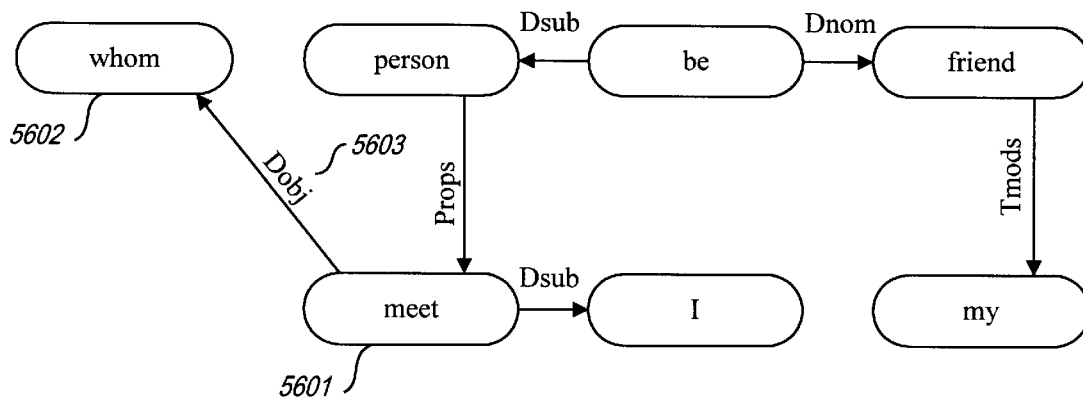 Dsub Dnom
whom person be friend
5602 5603
Dobj Props Tmods
Dsub
meet I my
5601